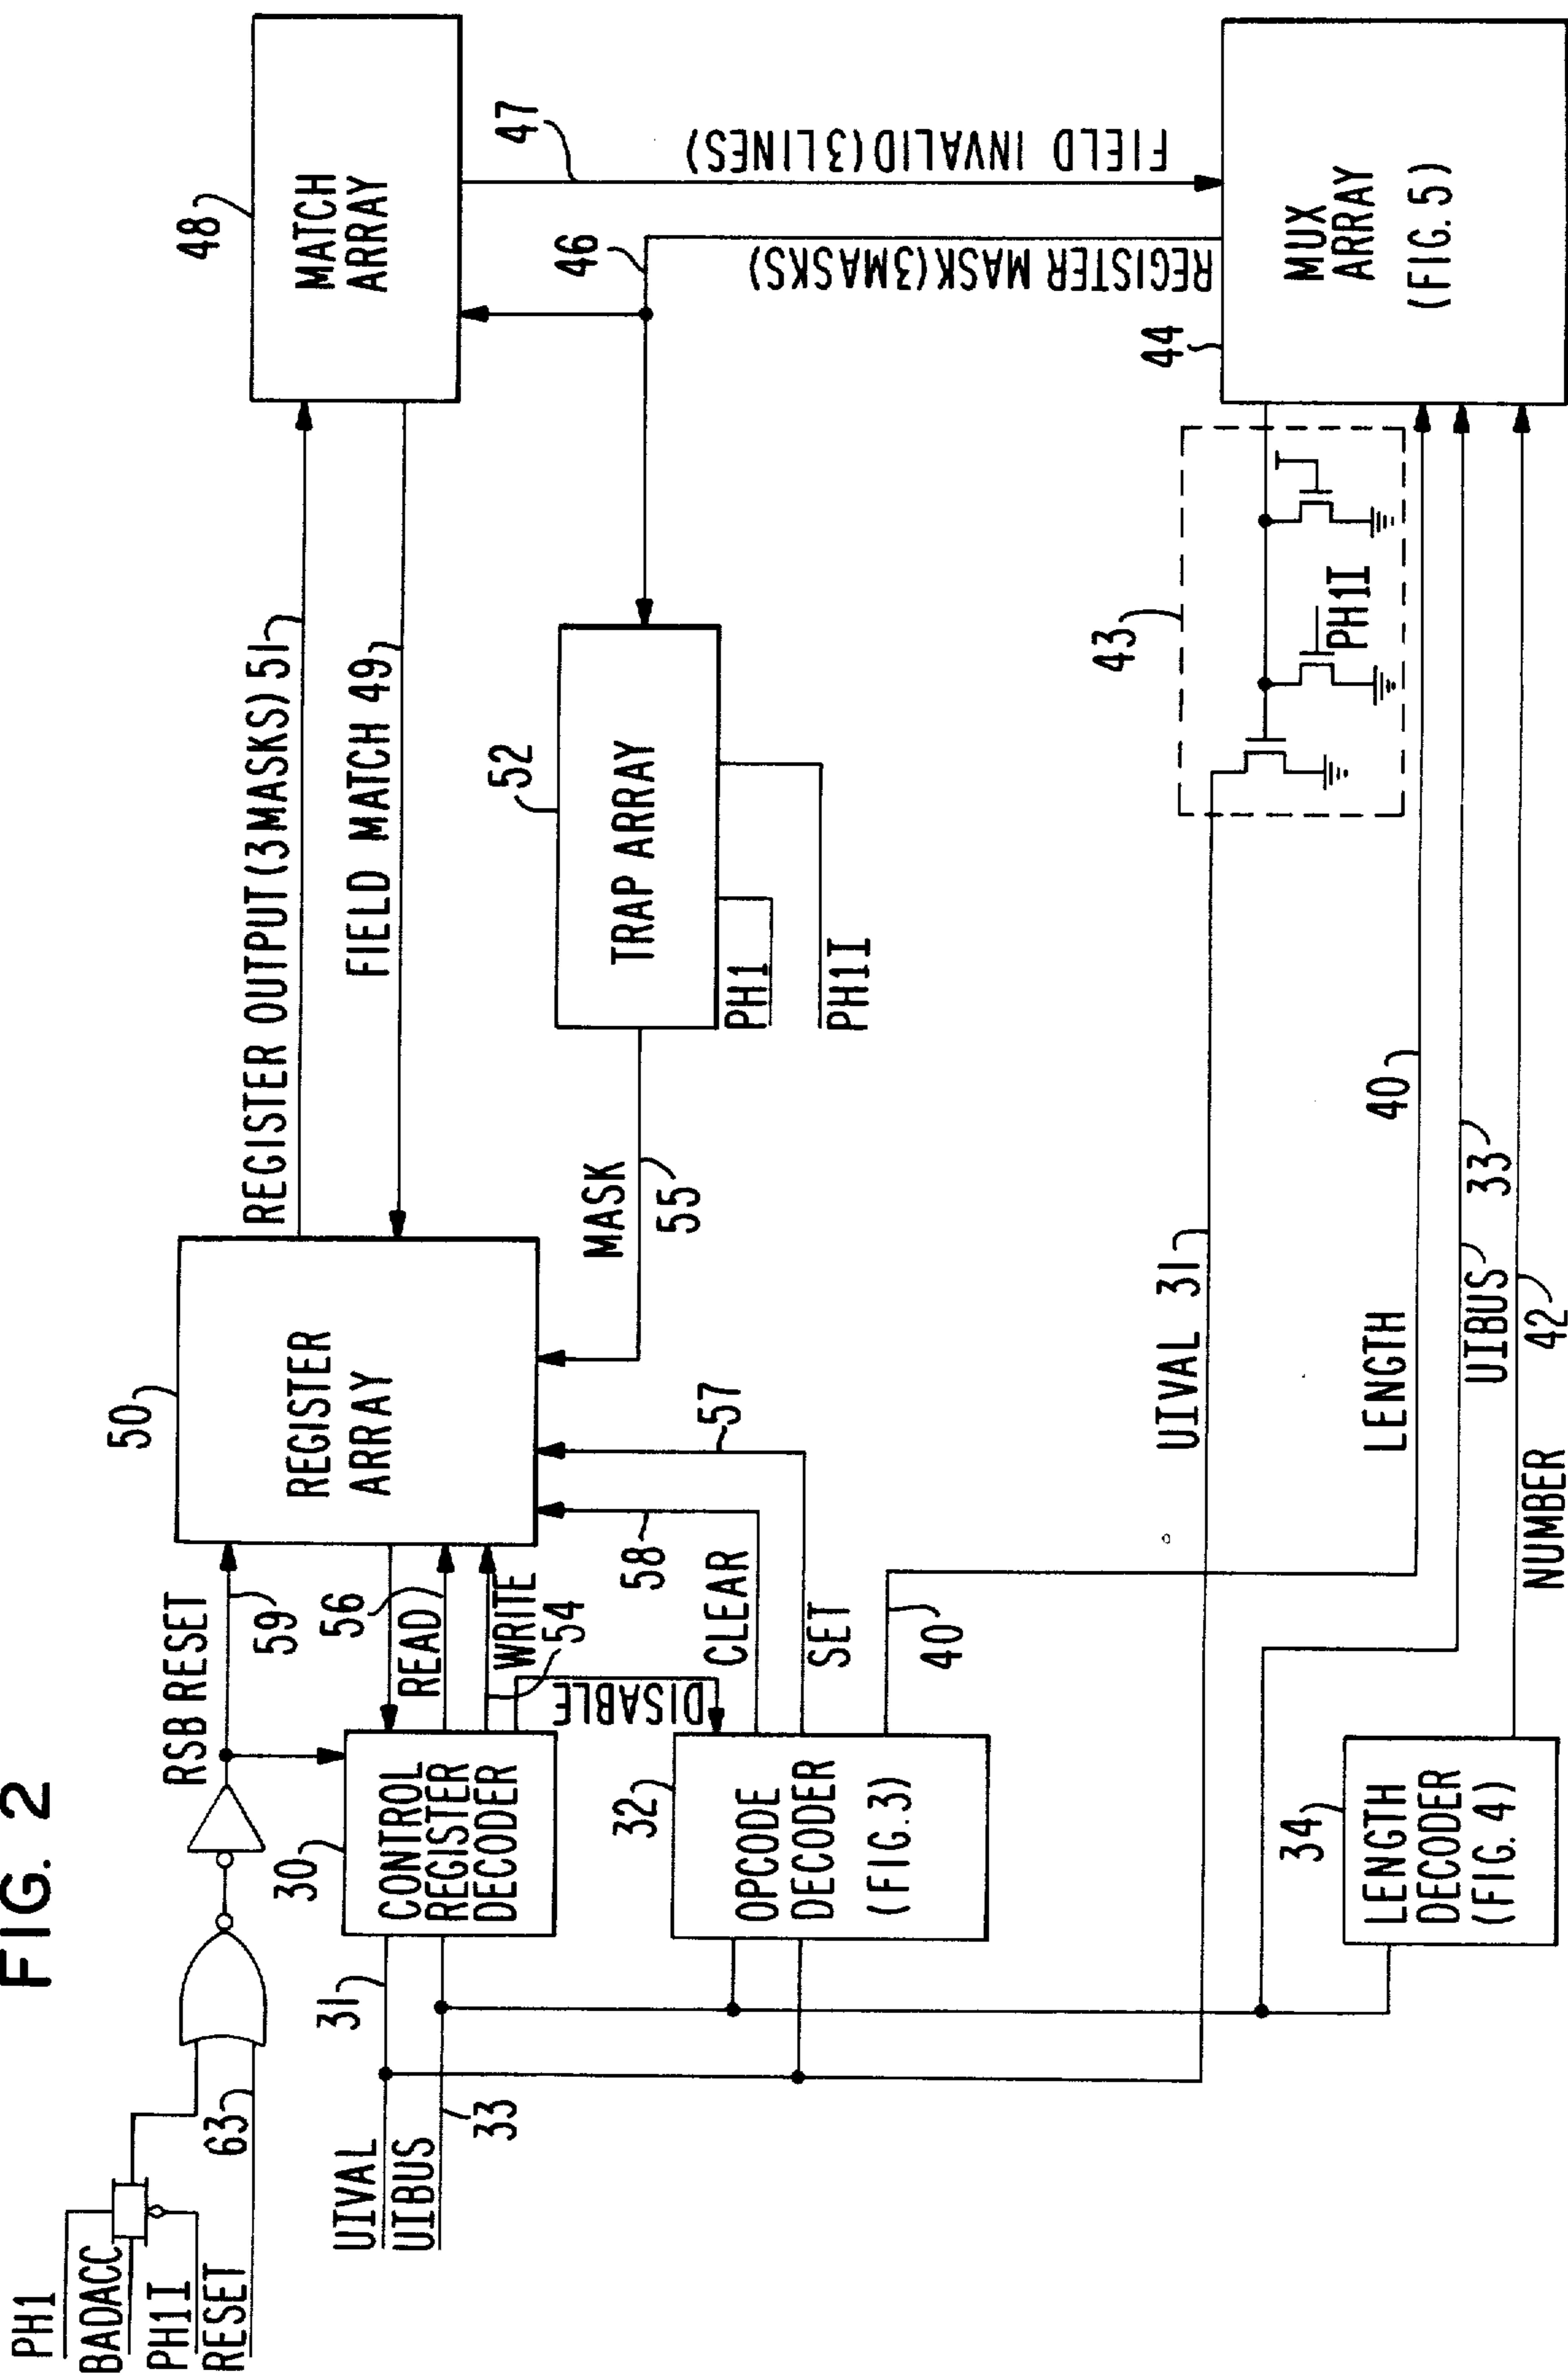 FIG. 2
PH1
BADACC
PH1I
RESET
63
RSB RESET
59
UIVAL
UIBUS
31
33
30
CONTROL
REGISTER
DECODER
56
READ
WRITE
54
DISABLE
50
REGISTER
ARRAY
REGISTER OUTPUT (3 MASKS) 51
FIELD MATCH 49
48
MATCH
ARRAY
32
OPCODE
DECODER
(FIG.3)
CLEAR
58
SET
57
40
MASK
55
52
TRAP ARRAY
PH1
PH1I
46
47
REGISTER MASK (3 MASKS)
FIELD INVALID (3 LINES)
UIVAL 31
43
PH1I
44
MUX
ARRAY
(FIG. 5)
34
LENGTH
DECODER
(FIG. 4)
LENGTH
40
UIBUS
33
NUMBER
42